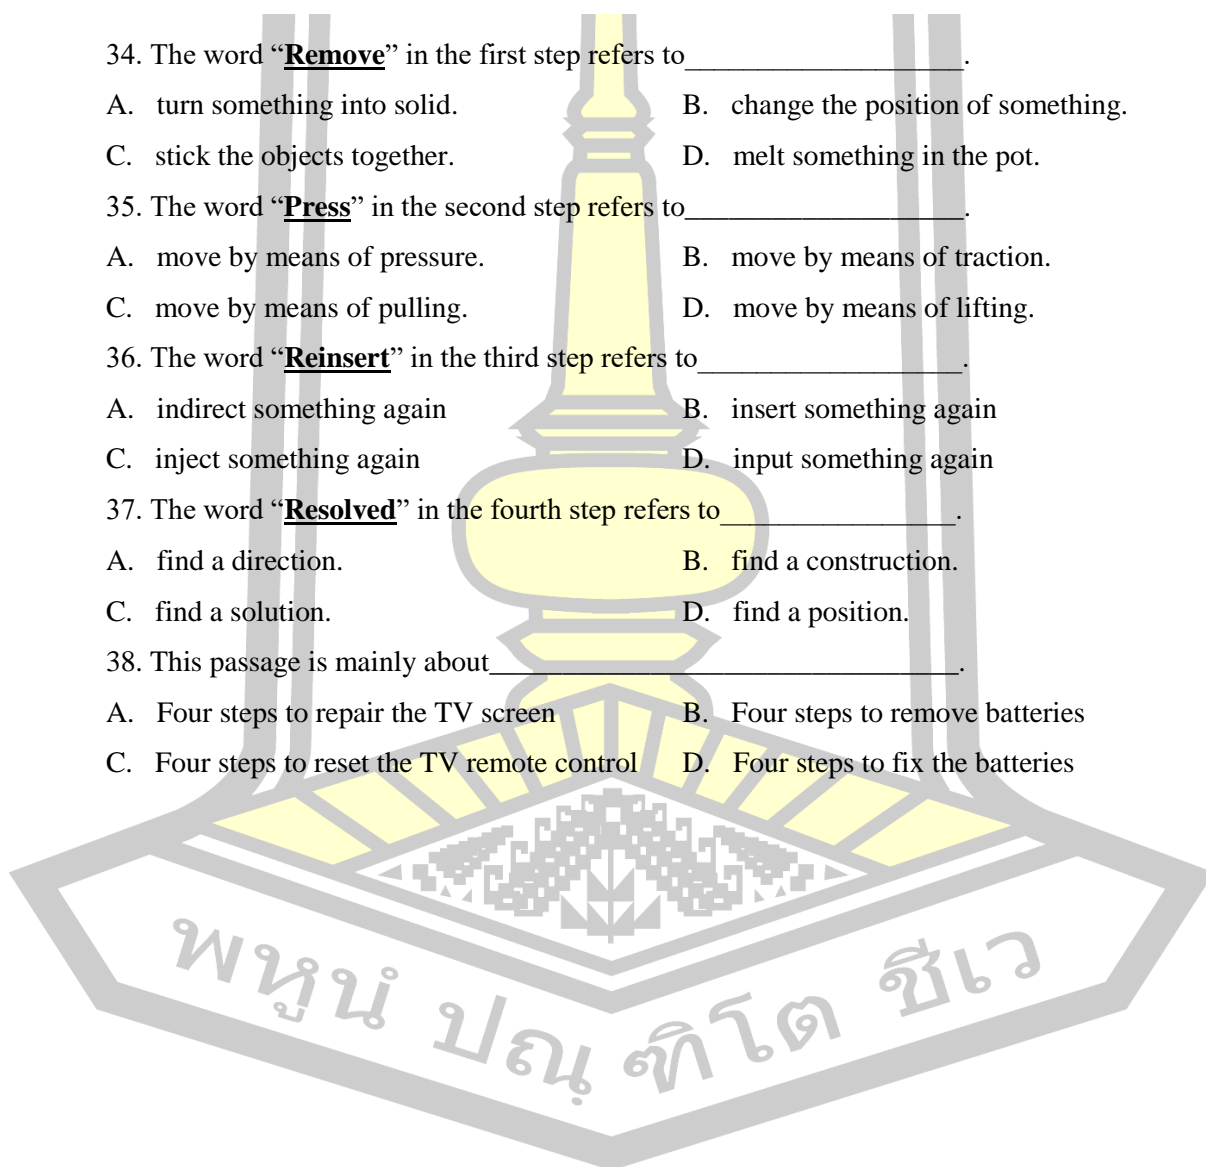 34. The word “Remove” in the first step refers to___________________.
A. turn something into solid. B. change the position of something.
C. stick the objects together. D. melt something in the pot.
35. The word “Press” in the second step refers to___________________.
A. move by means of pressure. B. move by means of traction.
C. move by means of pulling. D. move by means of lifting.
36. The word “Reinsert” in the third step refers to__________________.
A. indirect something again B. insert something again
C. inject something again D. input something again
37. The word “Resolved” in the fourth step refers to________________.
A. find a direction. B. find a construction.
C. find a solution. D. find a position.
38. This passage is mainly about________________________________.
A. Four steps to repair the TV screen B. Four steps to remove batteries
C. Four steps to reset the TV remote control D. Four steps to fix the batteries
พหูนํ ปณฺฑิโต ชีเว